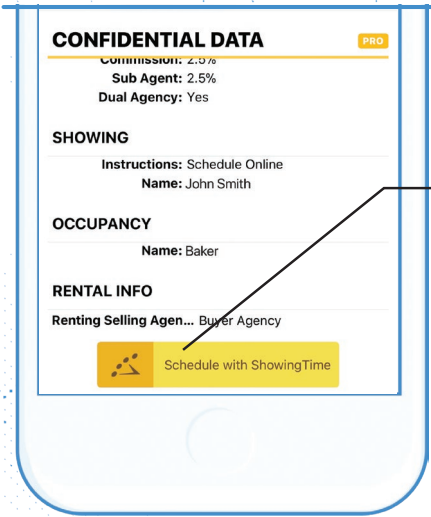 CONFIDENTIAL DATA PRO
Commission: 2.5%
Sub Agent: 2.5%
Dual Agency: Yes
SHOWING
Instructions: Schedule Online
Name: John Smith
OCCUPANCY
Name: Baker
RENTAL INFO
Renting Selling Agen... Buyer Agency
Schedule with ShowingTime